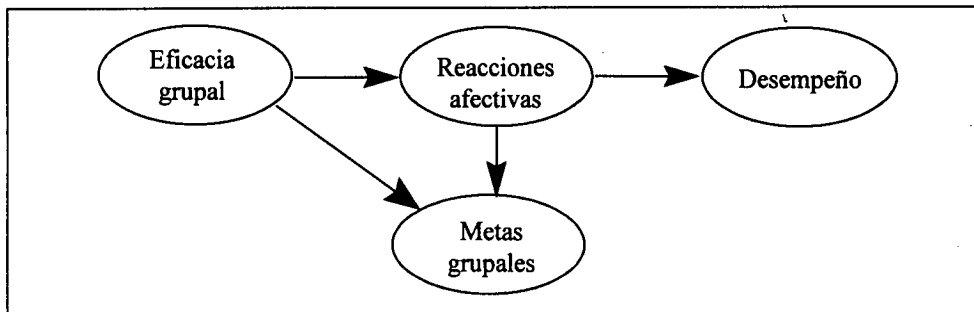 Eficacia
grupal
Reacciones
afectivas
Desempeño
Metas
grupales